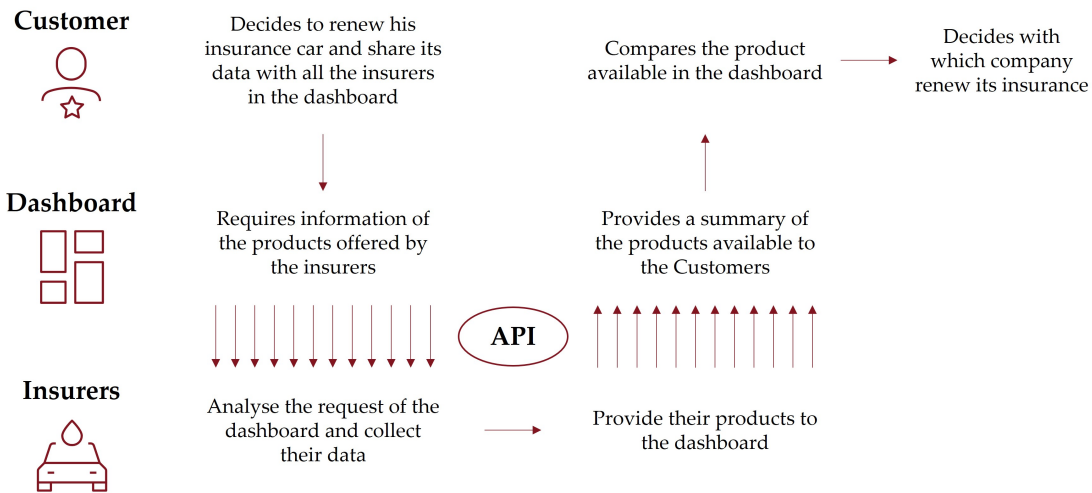 Customer
Decides to renew his
insurance car and share its
data with all the insurers
in the dashboard
Compares the product
available in the dashboard
Decides with
which company
renew its insurance
Dashboard
Requires information of
the products offered by
the insurers
Provides a summary of
the products available to
the Customers
API
Insurers
Analyse the request of the
dashboard and collect
their data
Provide their products to
the dashboard